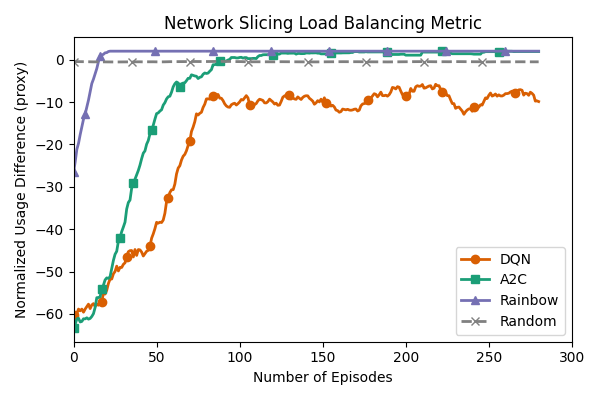 Network Slicing Load Balancing Metric
Normalized Usage Difference (proxy)
0
−10
−20
−30
−40
−50
−60
0 50 100 150 200 250 300
Number of Episodes
DQN
A2C
Rainbow
Random